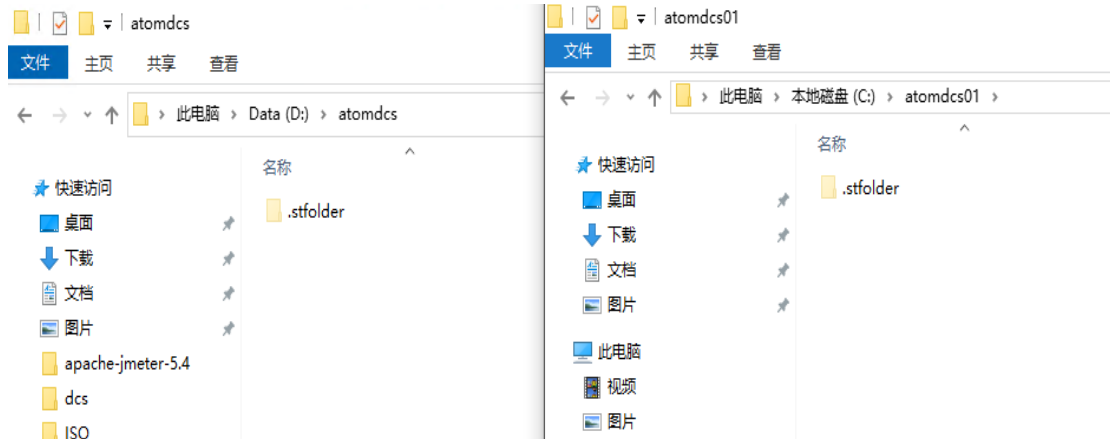 atomdcs
文件 主页 共享 查看
此电脑 › Data (D:) › atomdcs
名称
快速访问
.stfolder
桌面
下载
文档
图片
apache-jmeter-5.4
dcs
ISO
atomdcs01
文件 主页 共享 查看
此电脑 › 本地磁盘 (C:) › atomdcs01 ›
名称
快速访问
.stfolder
桌面
下载
文档
图片
此电脑
视频
图片